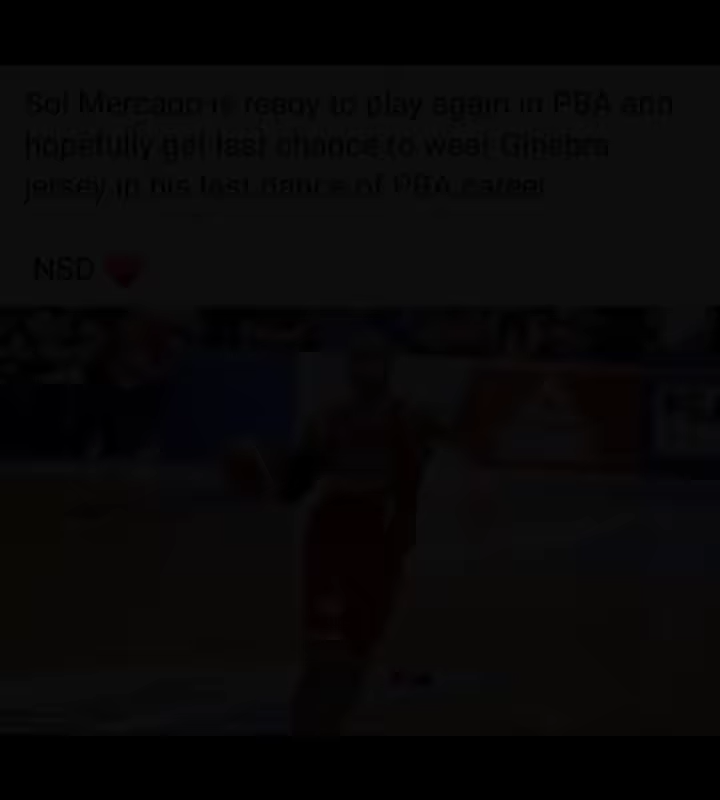 Sol Mercado is ready to play again in PBA and
hopefully get last chance to wear Ginebra
jersey in his last dance of PBA career
NSD ❤️